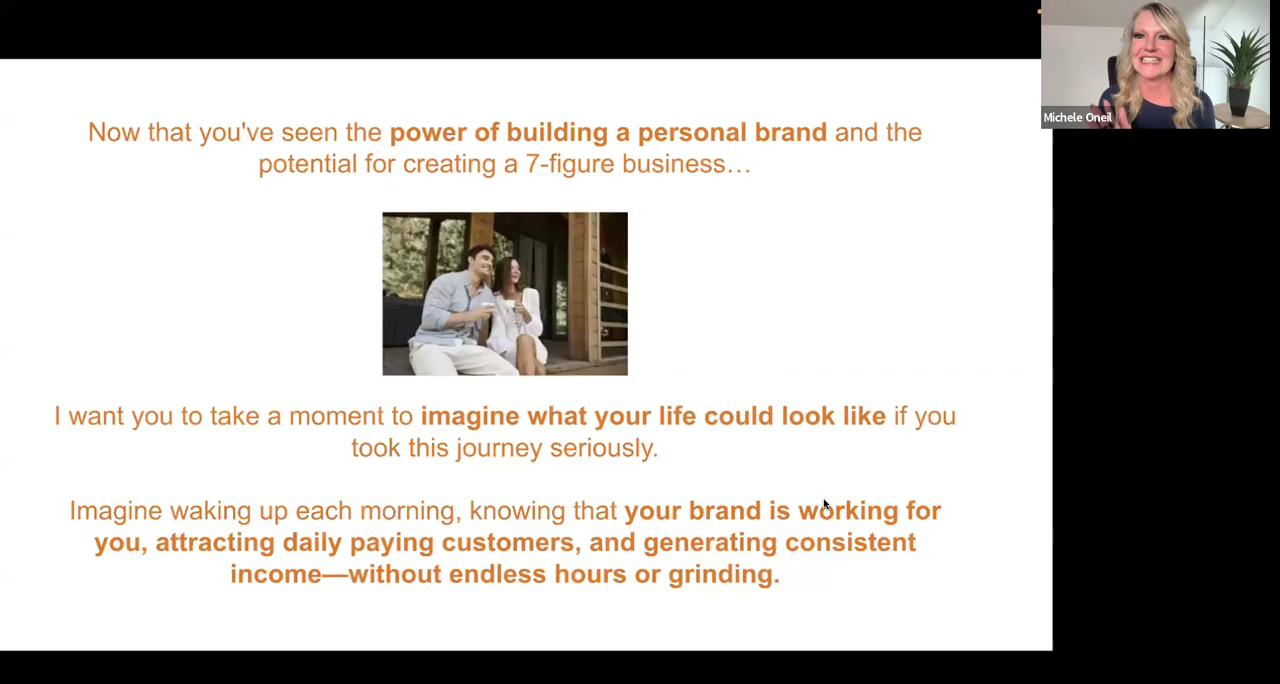 Now that you've seen the power of building a personal brand and the
potential for creating a 7-figure business…
I want you to take a moment to imagine what your life could look like if you
took this journey seriously.
Imagine waking up each morning, knowing that your brand is working for
you, attracting daily paying customers, and generating consistent
income—without endless hours or grinding.
Michele Oneil